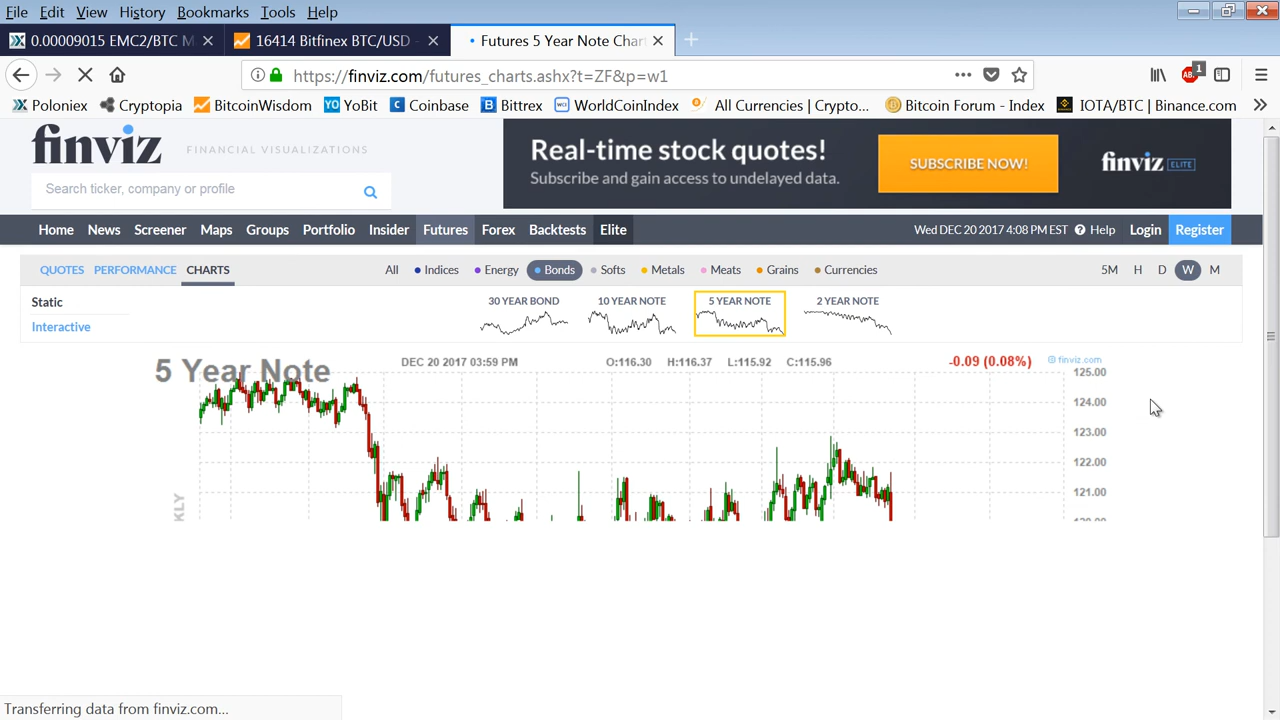 File Edit View History Bookmarks Tools Help
0.00009015 EMC2/BTC M
16414 Bitfinex BTC/USD -
Futures 5 Year Note Chart
https://finviz.com/futures_charts.ashx?t=ZF&p=w1
ABP 1
Poloniex Cryptopia BitcoinWisdom YoBit Coinbase Bittrex WorldCoinIndex All Currencies | Crypto... Bitcoin Forum - Index IOTA/BTC | Binance.com
finviz FINANCIAL VISUALIZATIONS
Real-time stock quotes!
Subscribe and gain access to undelayed data.
SUBSCRIBE NOW!
finviz ELITE
Search ticker, company or profile
Home News Screener Maps Groups Portfolio Insider Futures Forex Backtests Elite Wed DEC 20 2017 4:08 PM EST Help Login Register
QUOTES PERFORMANCE CHARTS All Indices Energy Bonds Softs Metals Meats Grains Currencies 5M H D W M
Static
Interactive
30 YEAR BOND 10 YEAR NOTE 5 YEAR NOTE 2 YEAR NOTE
5 Year Note DEC 20 2017 03:59 PM O:116.30 H:116.37 L:115.92 C:115.96 -0.09 (0.08%) © finviz.com
125.00
124.00
123.00
122.00
121.00
Transferring data from finviz.com...